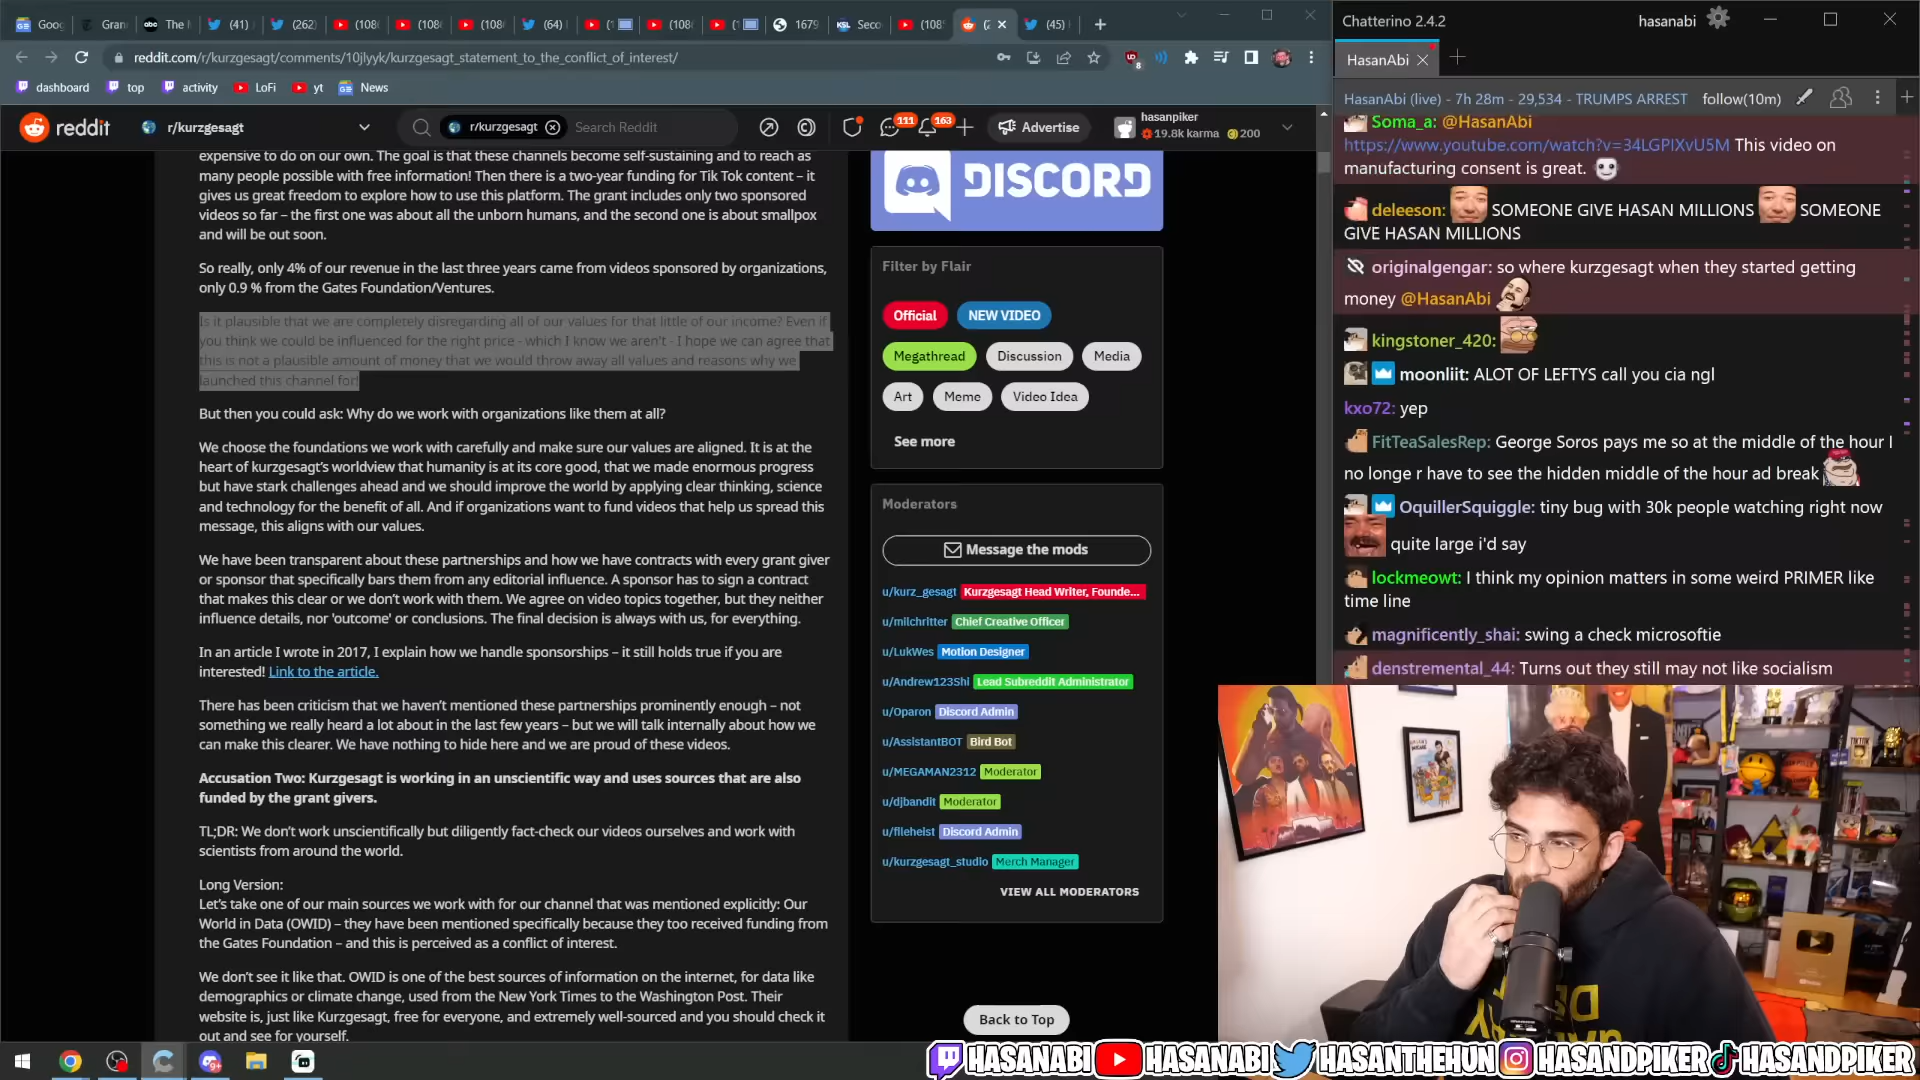 Goog
Gran
The I
(41)
(262)
(108
(108
(108
(64)
(1
(108
(1
1679
Seco
(108
(2
(45)
reddit.com/r/kurzgesagt/comments/10jlyyk/kurzgesagt_statement_to_the_conflict_of_interest/
8
dashboard
top
activity
LoFi
yt
News
reddit
r/kurzgesagt
r/kurzgesagt
Search Reddit
111
163
Advertise
hasanpiker
19.8k karma
200
expensive to do on our own. The goal is that these channels become self-sustaining and to reach as
many people possible with free information! Then there is a two-year funding for Tik Tok content – it
gives us great freedom to explore how to use this platform. The grant includes only two sponsored
videos so far – the first one was about all the unborn humans, and the second one is about smallpox
and will be out soon.
So really, only 4% of our revenue in the last three years came from videos sponsored by organizations,
only 0.9 % from the Gates Foundation/Ventures.
Is it plausible that we are completely disregarding all of our values for that little of our income? Even if
you think we could be influenced for the right price - which I know we aren't - I hope we can agree that
this is not a plausible amount of money that we would throw away all values and reasons why we
launched this channel for!
But then you could ask: Why do we work with organizations like them at all?
We choose the foundations we work with carefully and make sure our values are aligned. It is at the
heart of kurzgesagt's worldview that humanity is at its core good, that we made enormous progress
but have stark challenges ahead and we should improve the world by applying clear thinking, science
and technology for the benefit of all. And if organizations want to fund videos that help us spread this
message, this aligns with our values.
We have been transparent about these partnerships and how we have contracts with every grant giver
or sponsor that specifically bars them from any editorial influence. A sponsor has to sign a contract
that makes this clear or we don't work with them. We agree on video topics together, but they neither
influence details, nor 'outcome' or conclusions. The final decision is always with us, for everything.
In an article I wrote in 2017, I explain how we handle sponsorships – it still holds true if you are
interested! Link to the article.
There has been criticism that we haven't mentioned these partnerships prominently enough – not
something we really heard a lot about in the last few years – but we will talk internally about how we
can make this clearer. We have nothing to hide here and we are proud of these videos.
Accusation Two: Kurzgesagt is working in an unscientific way and uses sources that are also
funded by the grant givers.
TL;DR: We don't work unscientifically but diligently fact-check our videos ourselves and work with
scientists from around the world.
Long Version:
Let's take one of our main sources we work with for our channel that was mentioned explicitly: Our
World in Data (OWID) – they have been mentioned specifically because they too received funding from
the Gates Foundation – and this is perceived as a conflict of interest.
We don't see it like that. OWID is one of the best sources of information on the internet, for data like
demographics or climate change, used from the New York Times to the Washington Post. Their
website is, just like Kurzgesagt, free for everyone, and extremely well-sourced and you should check it
out and see for yourself.
DISCORD
Filter by Flair
Official
NEW VIDEO
Megathread
Discussion
Media
Art
Meme
Video Idea
See more
Moderators
Message the mods
u/kurz_gesagt Kurzgesagt Head Writer, Founde...
u/milchritter Chief Creative Officer
u/LukWes Motion Designer
u/Andrew123Shi Lead Subreddit Administrator
u/Oparon Discord Admin
u/AssistantBOT Bird Bot
u/MEGAMAN2312 Moderator
u/djbandit Moderator
u/fileheist Discord Admin
u/kurzgesagt_studio Merch Manager
VIEW ALL MODERATORS
Back to Top
Chatterino 2.4.2
hasanabi
HasanAbi
HasanAbi (live) - 7h 28m - 29,534 - TRUMPS ARREST
follow(10m)
Soma_a: @HasanAbi
https://www.youtube.com/watch?v=34LGPIXvU5M This video on
manufacturing consent is great.
deleeson: SOMEONE GIVE HASAN MILLIONS SOMEONE
GIVE HASAN MILLIONS
originalgengar: so where kurzgesagt when they started getting
money @HasanAbi
kingstoner_420:
moonliit: ALOT OF LEFTYS call you cia ngl
kxo72: yep
FitTeaSalesRep: George Soros pays me so at the middle of the hour I
no longe r have to see the hidden middle of the hour ad break
OquillerSquiggle: tiny bug with 30k people watching right now
quite large i'd say
lockmeowt: I think my opinion matters in some weird PRIMER like
time line
magnificently_shai: swing a check microsoftie
denstremental_44: Turns out they still may not like socialism
HASANABI
HASANABI
HASANTHEHUN
HASANDPIKER
HASANDPIKER